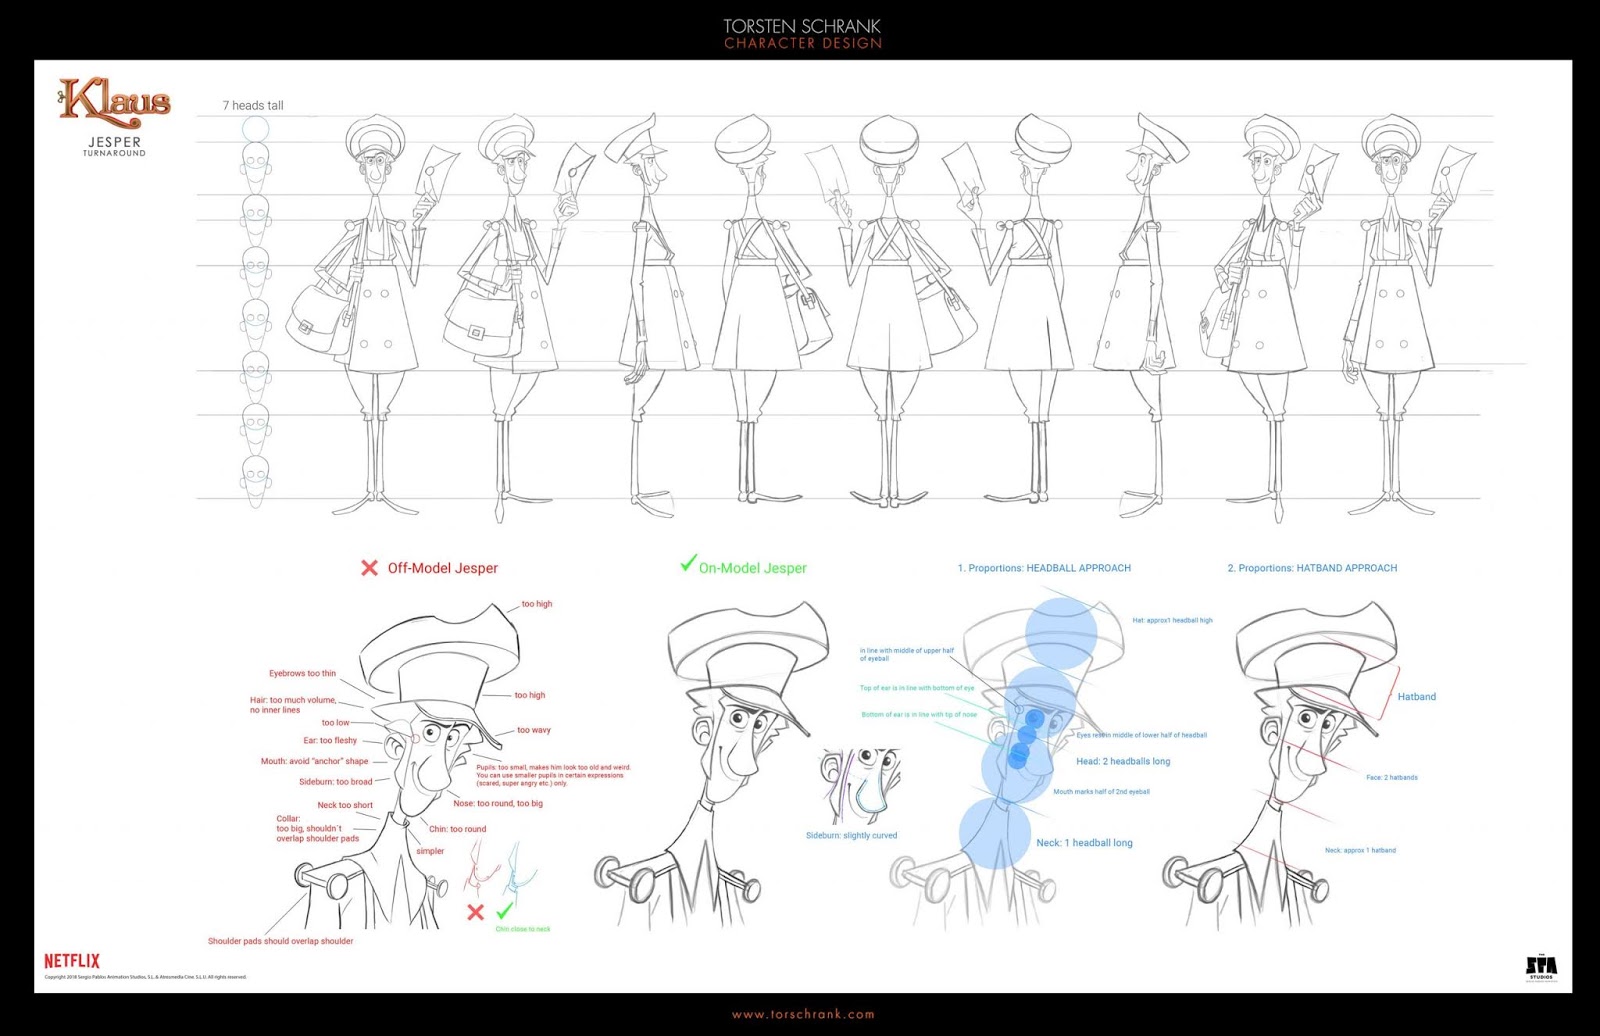 TORSTEN SCHRANK
CHARACTER DESIGN
Klaus
JESPER
TURNAROUND
7 heads tall
Off-Model Jesper
too high
Eyebrows too thin
Hair: too much volume,
no inner lines
too high
too low
too wavy
Ear: too fleshy
Mouth: avoid "anchor" shape
Pupils: too small, makes him look too old and weird.
You can use smaller pupils in certain expressions
(scared, super angry etc.) only.
Sideburn: too broad
Neck too short
Nose: too round, too big
Collar:
too big, shouldn´t
overlap shoulder pads
Chin: too round
simpler
Chin close to neck
Shoulder pads should overlap shoulder
On-Model Jesper
Sideburn: slightly curved
1. Proportions: HEADBALL APPROACH
Hat: approx1 headball high
in line with middle of upper half
of eyeball
Top of ear is in line with bottom of eye
Bottom of ear is in line with tip of nose
Eyes rest in middle of lower half of headball
Head: 2 headballs long
Mouth marks half of 2nd eyeball
Neck: 1 headball long
2. Proportions: HATBAND APPROACH
Hatband
Face: 2 hatbands
Neck: approx 1 hatband
NETFLIX
Copyright 2018 Sergio Pablos Animation Studios, S.L. & Atresmedia Cine, S.L.U. All rights reserved.
THE
SPA
STUDIOS
www.torschrank.com